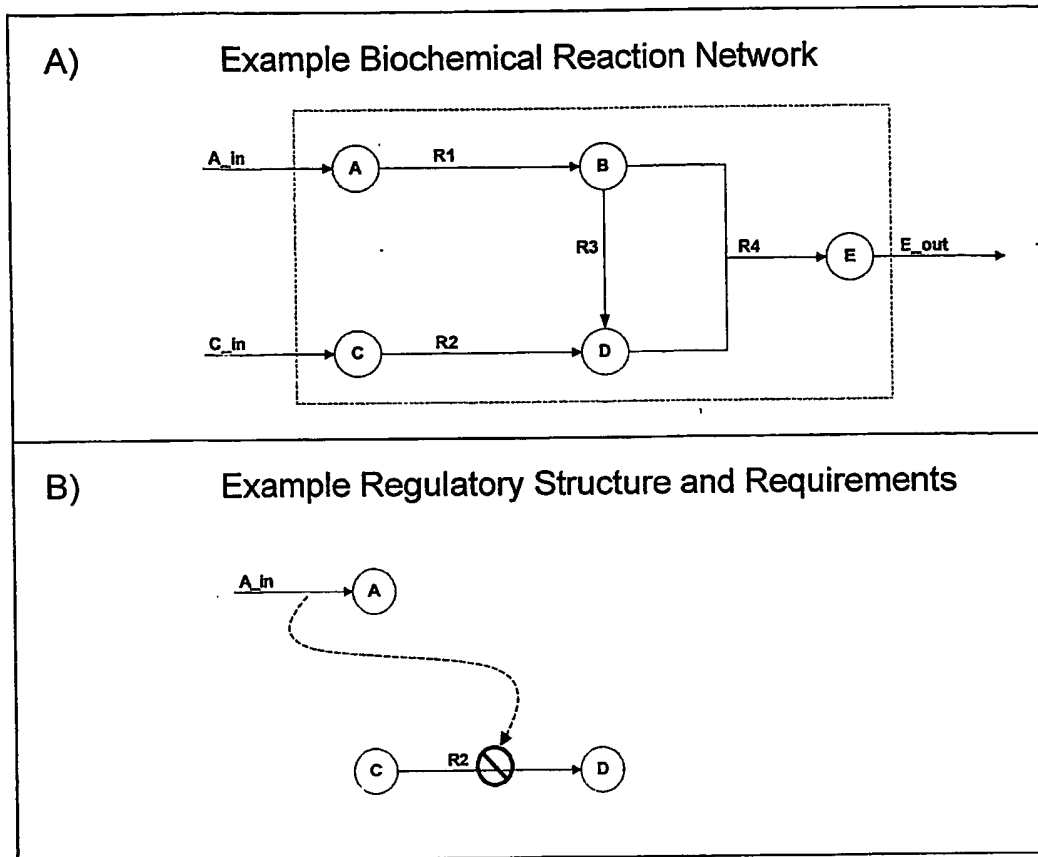 A) Example Biochemical Reaction Network
A_in A R1 B
R3 R4 E E_out
C_in C R2 D
B) Example Regulatory Structure and Requirements
A_in A
C R2 D